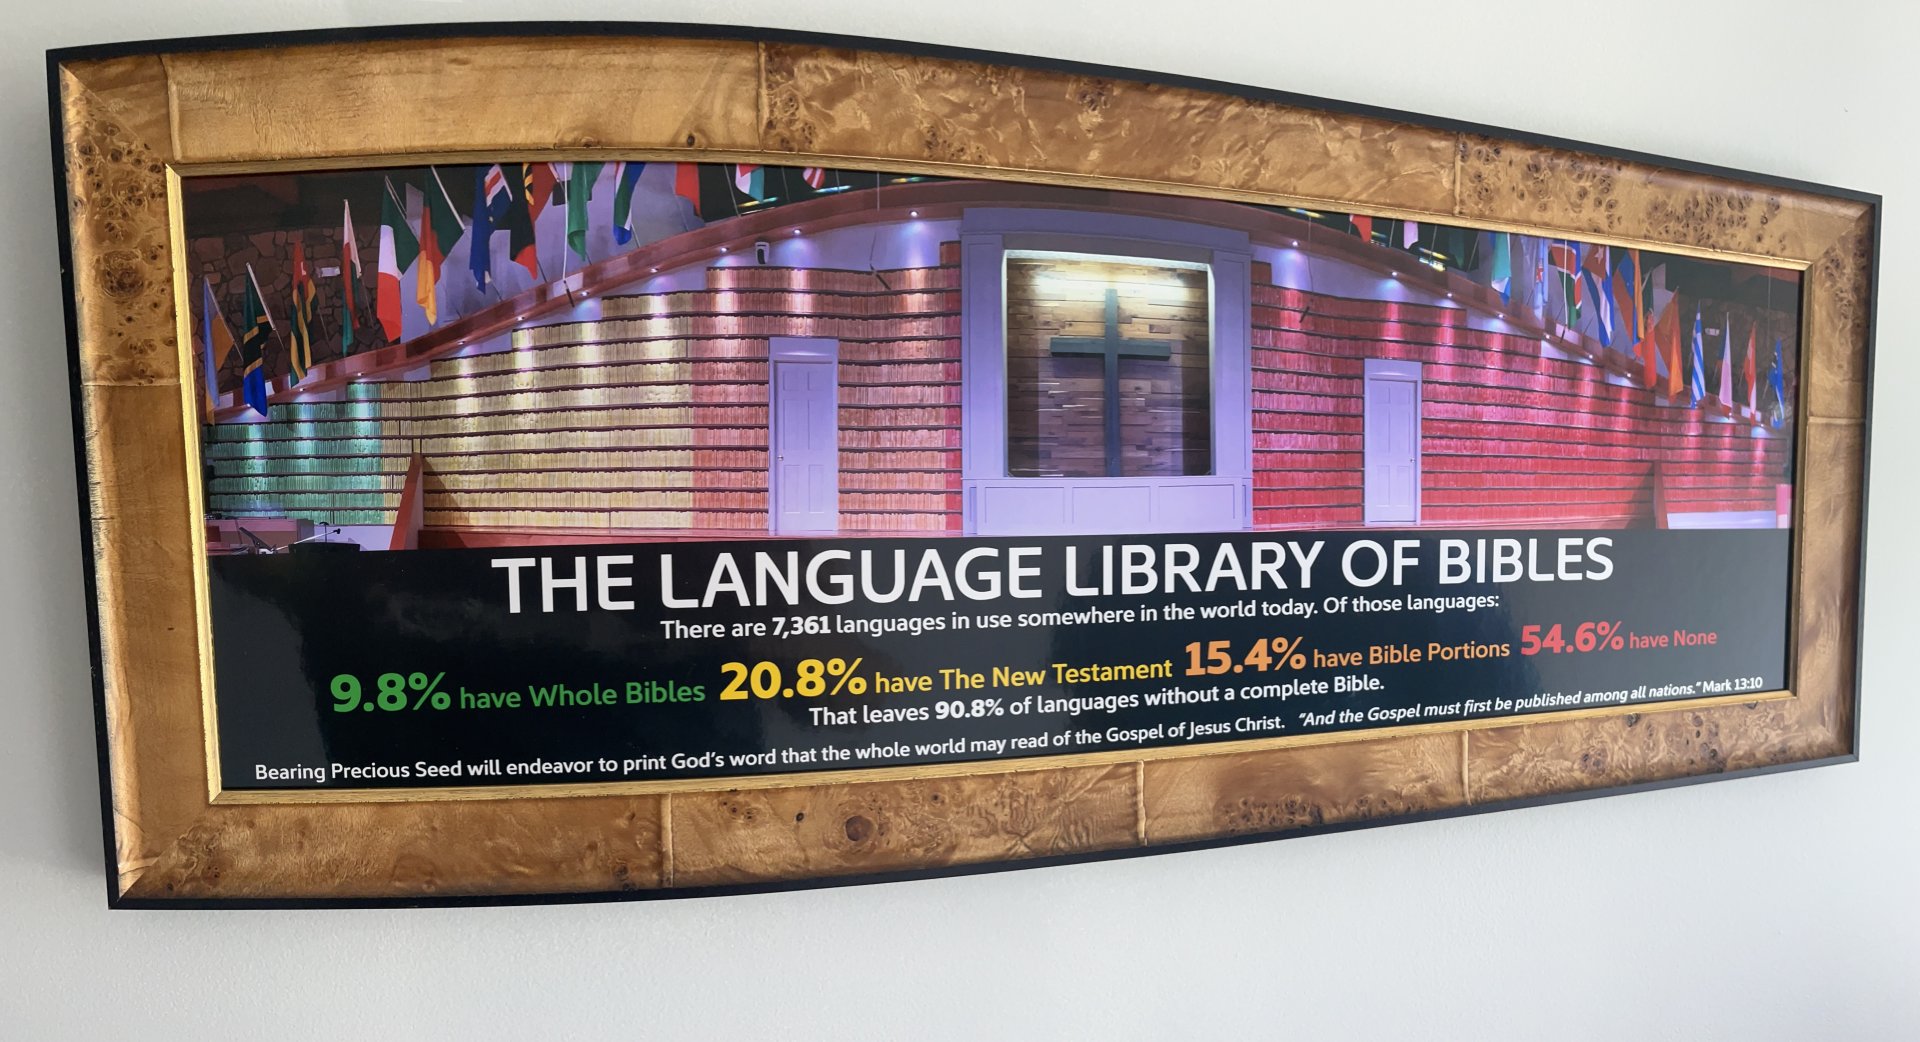 THE LANGUAGE LIBRARY OF BIBLES
There are 7,361 languages in use somewhere in the world today. Of those languages:
9.8% have Whole Bibles 20.8% have The New Testament 15.4% have Bible Portions 54.6% have None
That leaves 90.8% of languages without a complete Bible.
Bearing Precious Seed will endeavor to print God's word that the whole world may read of the Gospel of Jesus Christ. "And the Gospel must first be published among all nations." Mark 13:10